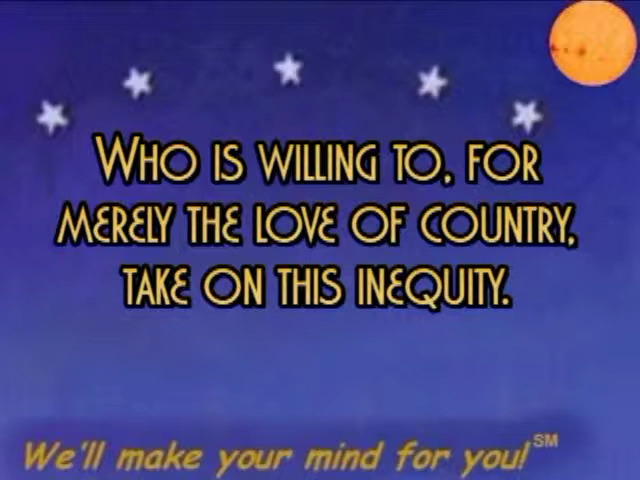 WHO IS WILLING TO, FOR
MERELY THE LOVE OF COUNTRY,
TAKE ON THIS INEQUITY.
We'll make your mind for you! SM